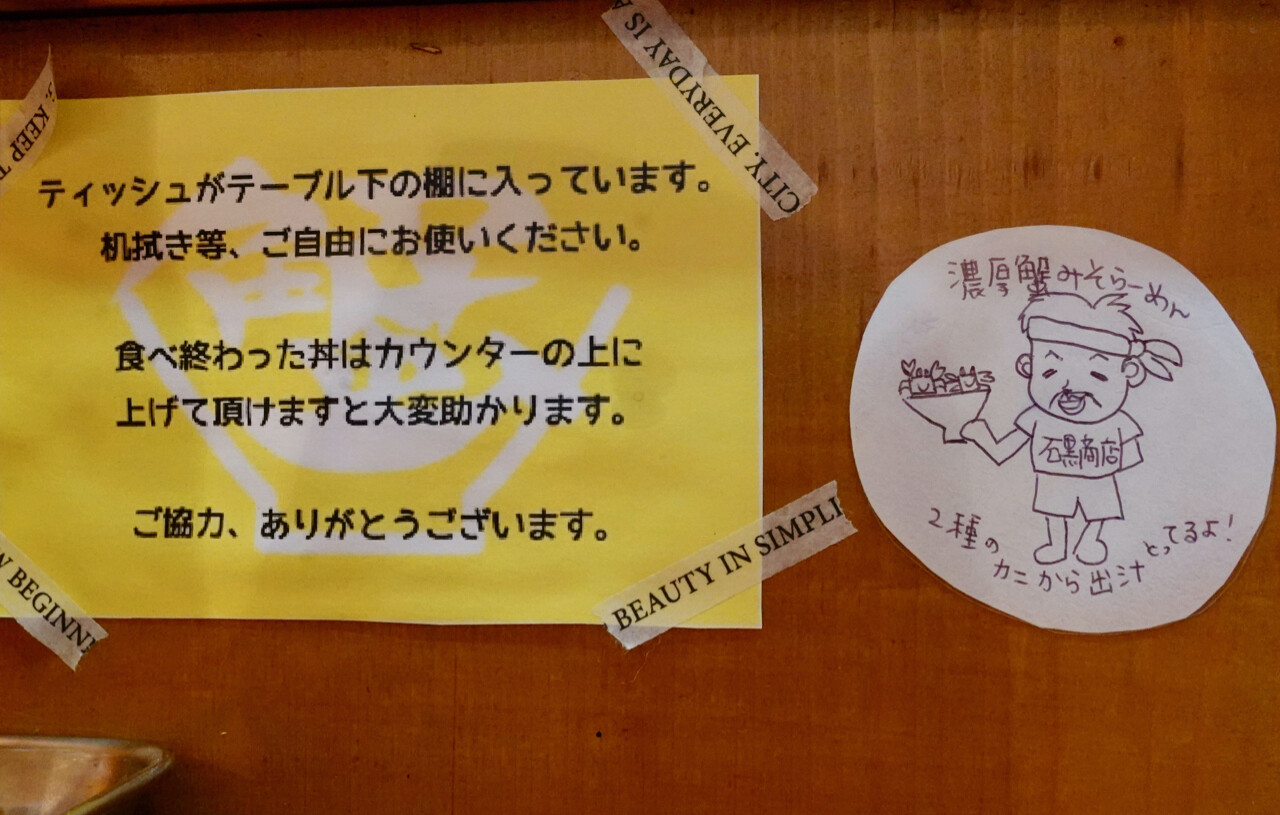 ティッシュがテーブル下の棚に入っています。
机拭き等、ご自由にお使いください。
食べ終わった丼はカウンターの上に
上げて頂けますと大変助かります。
ご協力、ありがとうございます。
KEEP
CITY. EVERYDAY IS A
W BEGINNI
BEAUTY IN SIMPLI
濃厚蟹みそらーめん
石黒商店
2種の
カニから出汁
とってるよ!